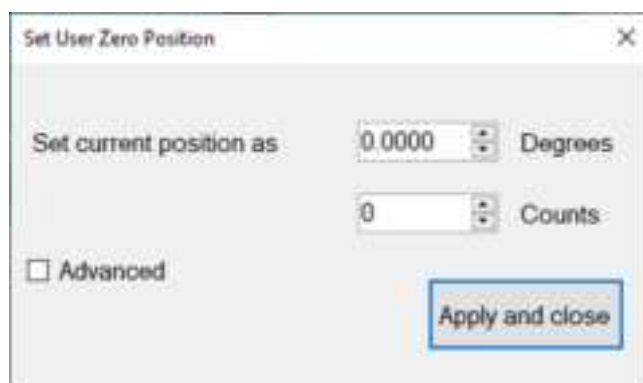 Set User Zero Position
Set current position as 0.0000 Degrees
0 Counts
Advanced
Apply and close